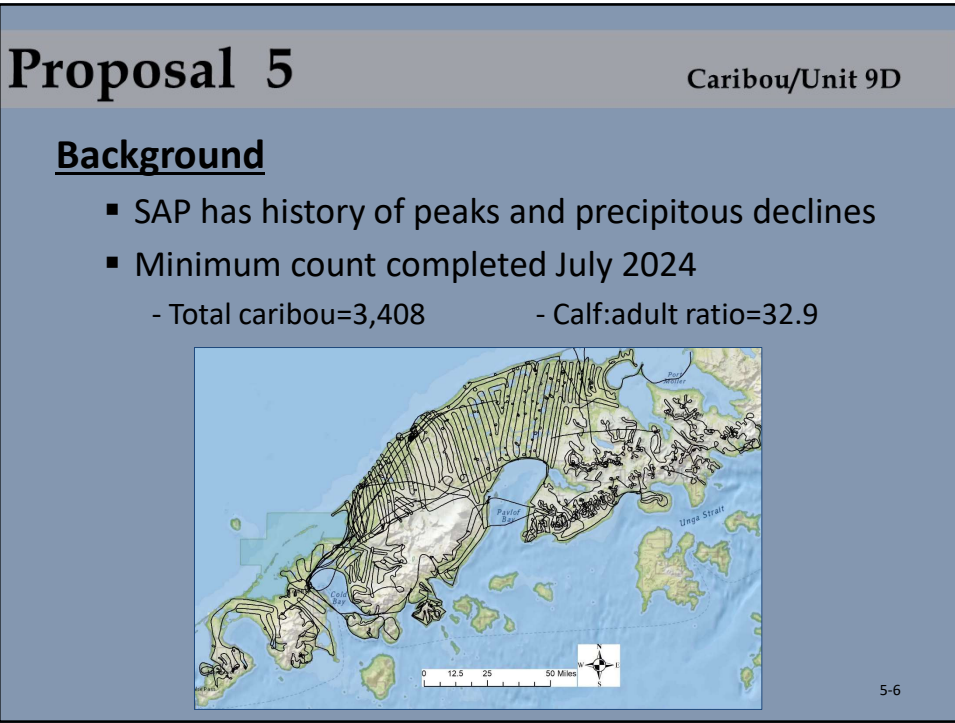 Proposal 5
Caribou/Unit 9D
Background
▪ SAP has history of peaks and precipitous declines
▪ Minimum count completed July 2024
- Total caribou=3,408 - Calf:adult ratio=32.9
Port
Moller
Pavlof
Bay
Unga Strait
Cold
Bay
Pass
0 12.5 25 50 Miles
N
W E
S
5-6